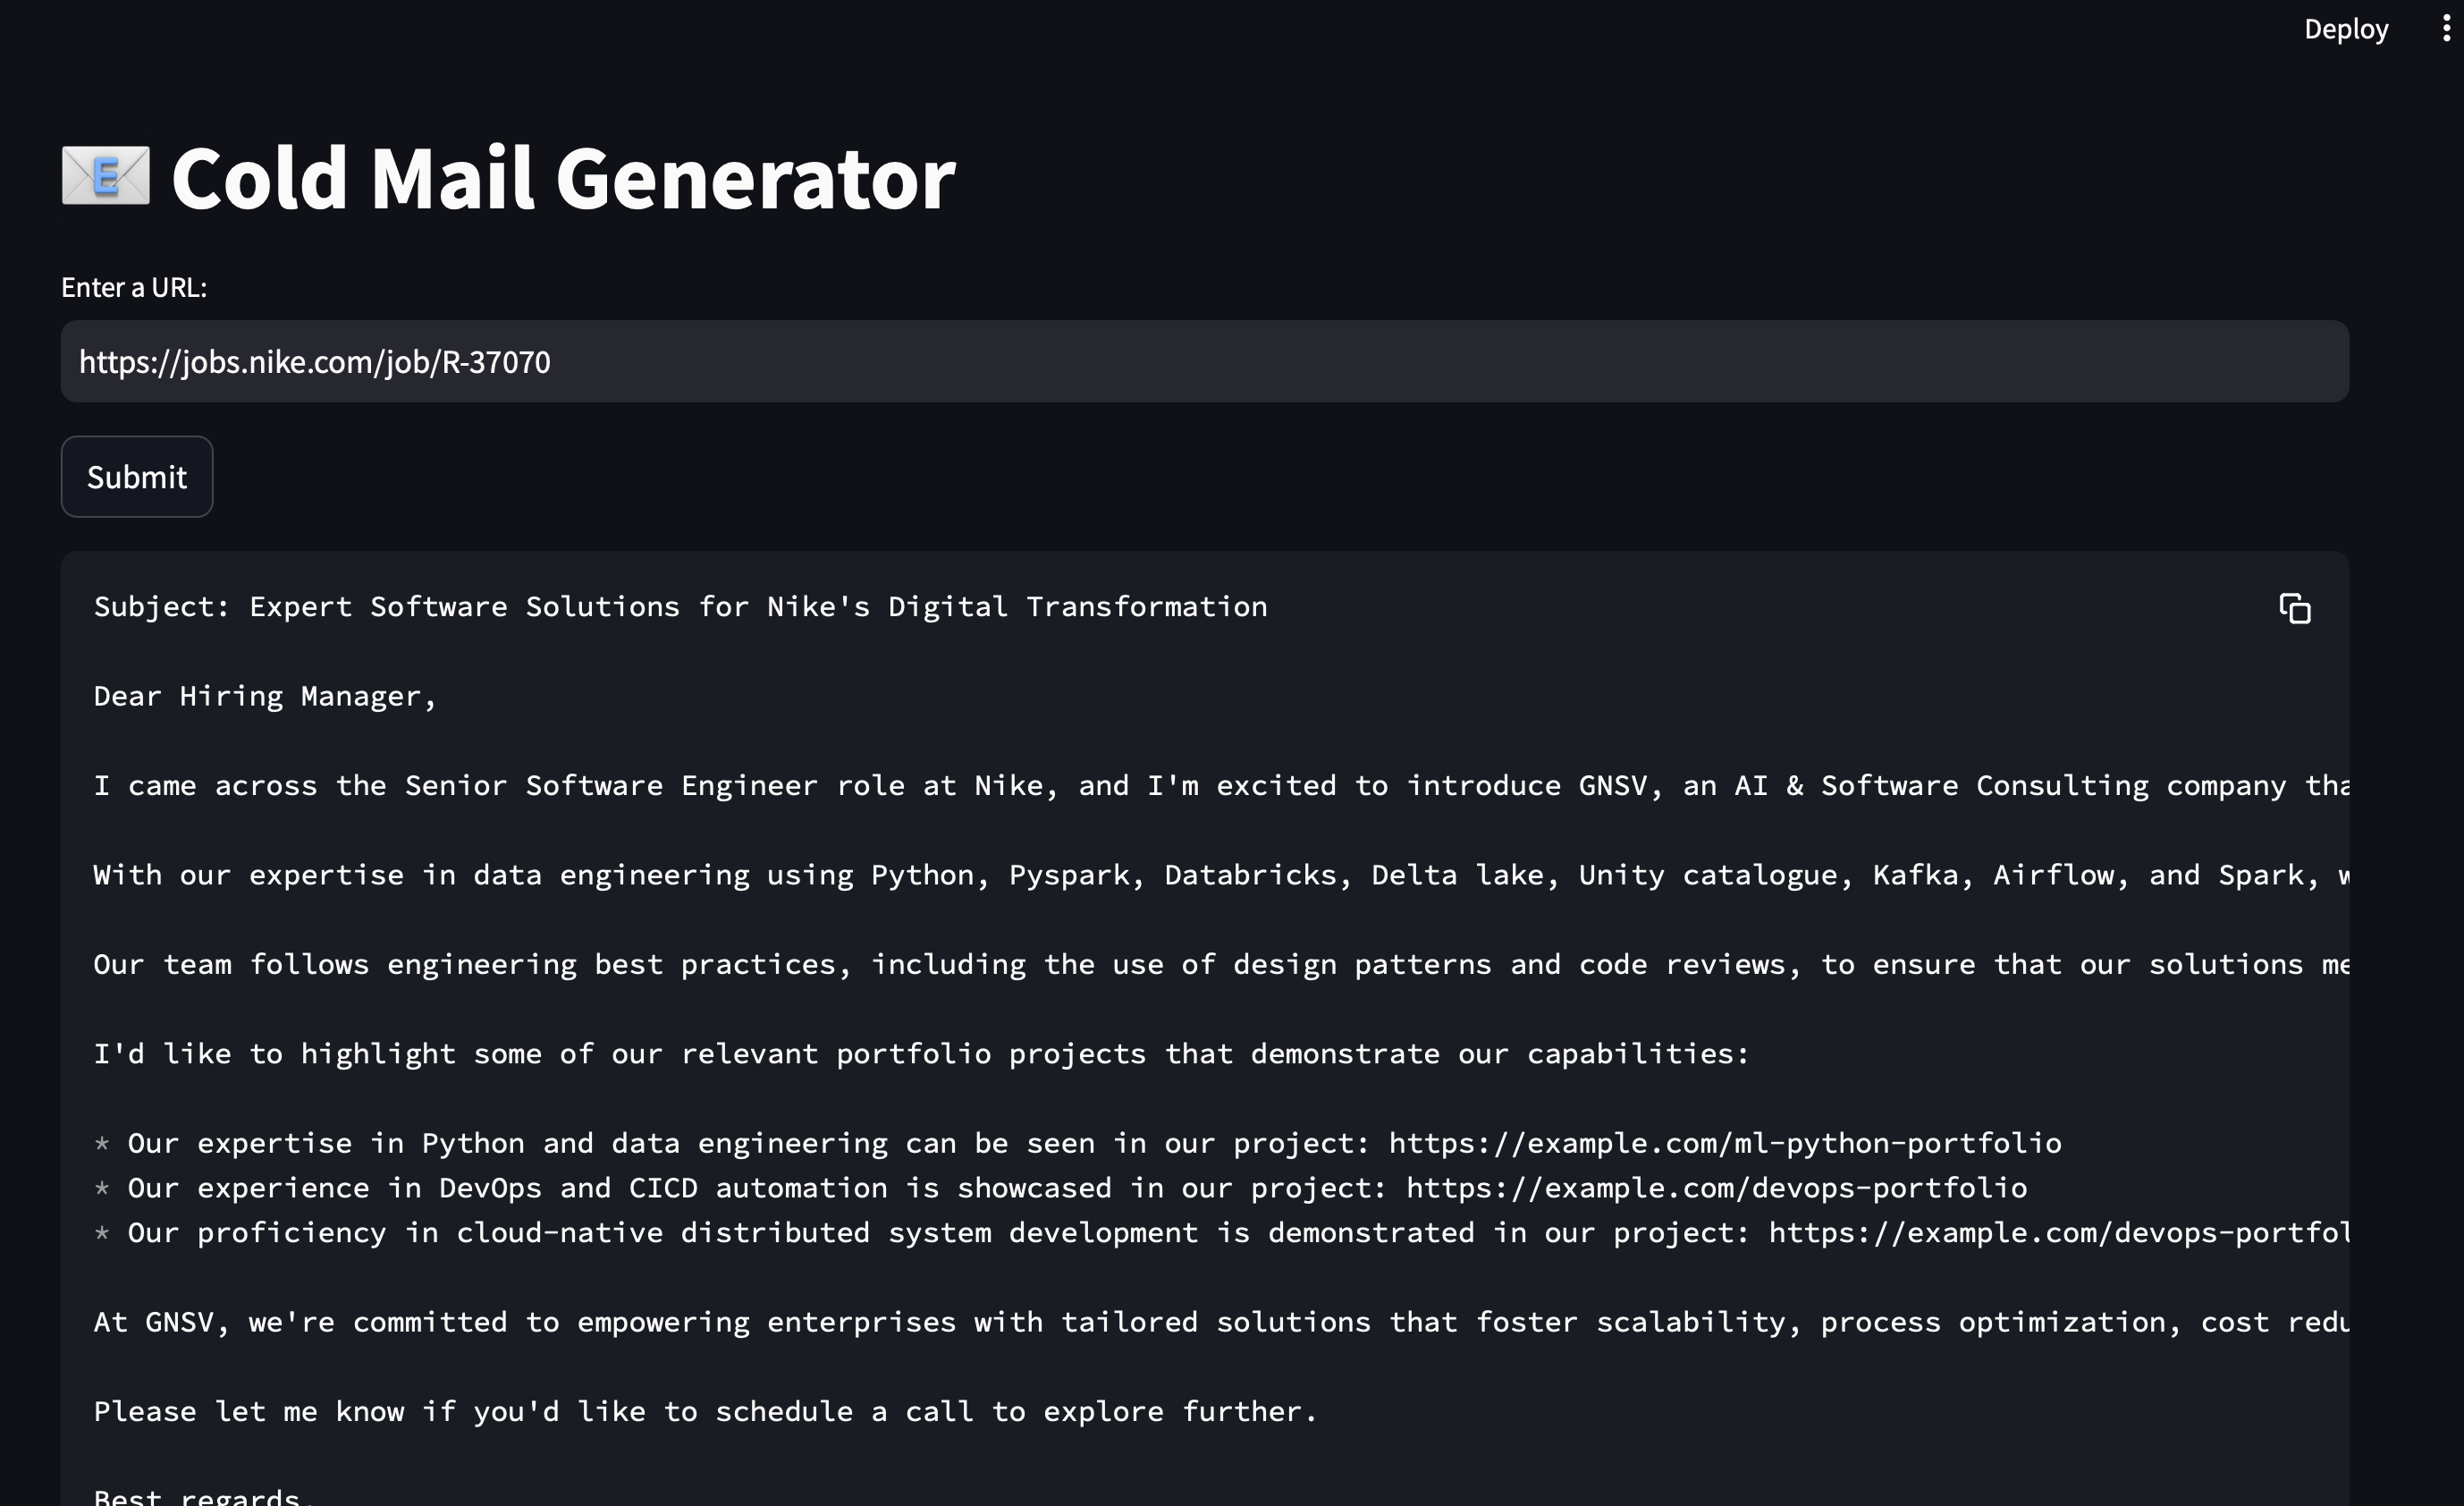 Deploy
Cold Mail Generator
Enter a URL:
https://jobs.nike.com/job/R-37070
Submit
Subject: Expert Software Solutions for Nike's Digital Transformation
Dear Hiring Manager,
I came across the Senior Software Engineer role at Nike, and I'm excited to introduce GNSV, an AI & Software Consulting company tha
With our expertise in data engineering using Python, Pyspark, Databricks, Delta lake, Unity catalogue, Kafka, Airflow, and Spark, w
Our team follows engineering best practices, including the use of design patterns and code reviews, to ensure that our solutions me
I'd like to highlight some of our relevant portfolio projects that demonstrate our capabilities:
* Our expertise in Python and data engineering can be seen in our project: https://example.com/ml-python-portfolio
* Our experience in DevOps and CICD automation is showcased in our project: https://example.com/devops-portfolio
* Our proficiency in cloud-native distributed system development is demonstrated in our project: https://example.com/devops-portfol
At GNSV, we're committed to empowering enterprises with tailored solutions that foster scalability, process optimization, cost redu
Please let me know if you'd like to schedule a call to explore further.
Best regards,